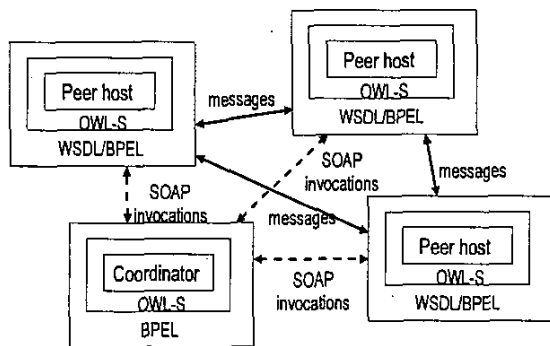 Peer host
OWL-S
WSDL/BPEL
messages
Peer host
OWL-S
WSDL/BPEL
SOAP
invocations
SOAP
invocations
messages
messages
Coordinator
OWL-S
BPEL
SOAP
invocations
Peer host
OWL-S
WSDL/BPEL